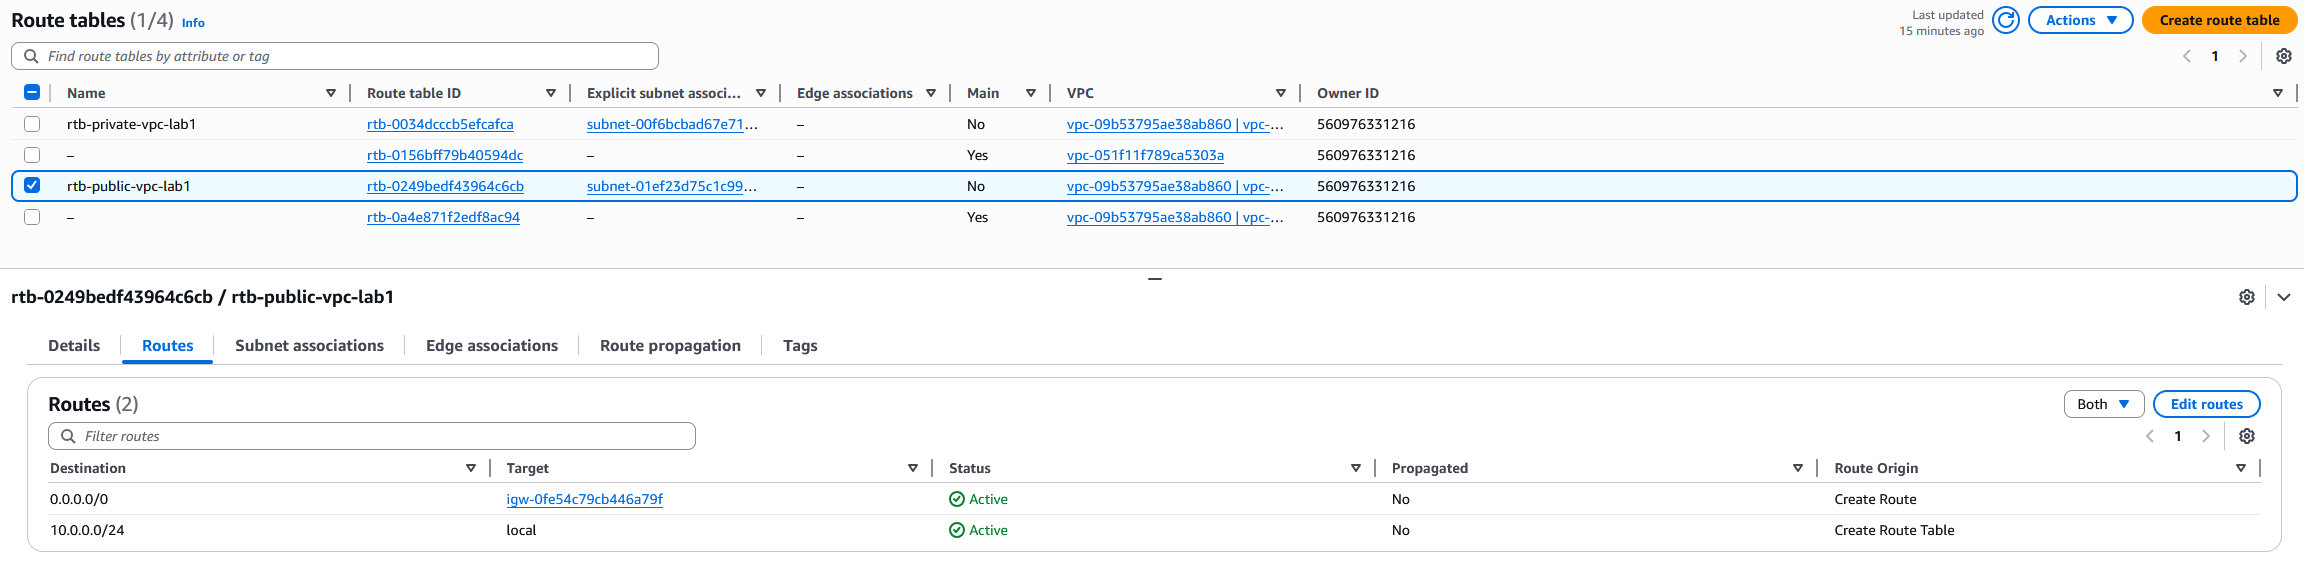 Route tables (1/4) Info
Last updated
15 minutes ago
Actions
Create route table
Find route tables by attribute or tag
1
Name Route table ID Explicit subnet associ... Edge associations Main VPC Owner ID
rtb-private-vpc-lab1 rtb-0034dcccb5efcafca subnet-00f6bcbad67e71... – No vpc-09b53795ae38ab860 | vpc-... 560976331216
– rtb-0156bff79b40594dc – – Yes vpc-051f11f789ca5303a 560976331216
rtb-public-vpc-lab1 rtb-0249bedf43964c6cb subnet-01ef23d75c1c99... – No vpc-09b53795ae38ab860 | vpc-... 560976331216
– rtb-0a4e871f2edf8ac94 – – Yes vpc-09b53795ae38ab860 | vpc-... 560976331216
rtb-0249bedf43964c6cb / rtb-public-vpc-lab1
Details Routes Subnet associations Edge associations Route propagation Tags
Routes (2)
Both
Edit routes
Filter routes
1
Destination Target Status Propagated Route Origin
0.0.0.0/0 igw-0fe54c79cb446a79f Active No Create Route
10.0.0.0/24 local Active No Create Route Table